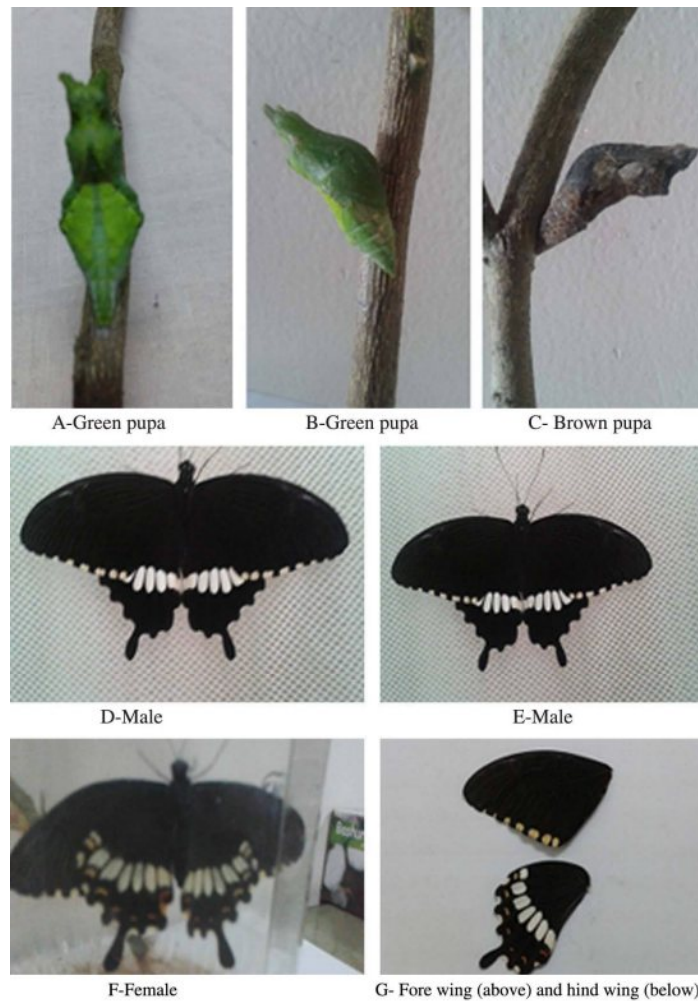 A-Green pupa
B-Green pupa
C- Brown pupa
D-Male
E-Male
F-Female
G- Fore wing (above) and hind wing (below)